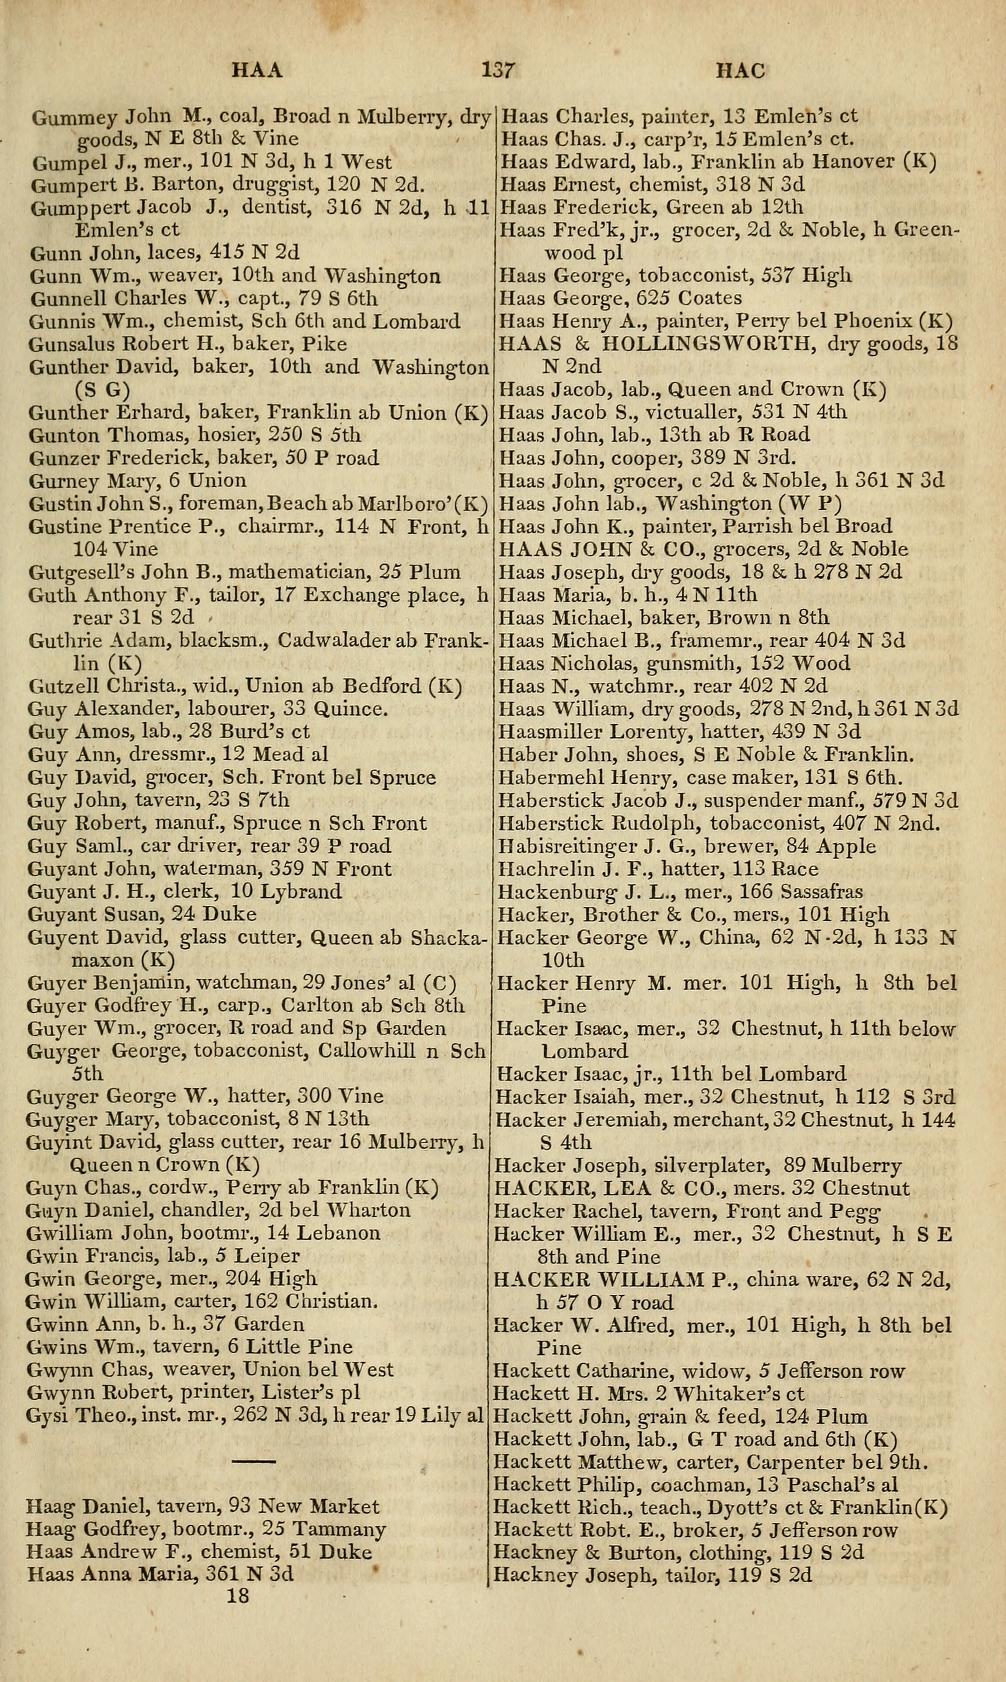 HAA 137 HAC
Gummey John M., coal, Broad n Mulberry, dry
goods, N E 8th & Vine
Gumpel J., mer., 101 N 3d, h 1 West
Gumpert B. Barton, druggist, 120 N 2d.
Gumppert Jacob J., dentist, 316 N 2d, h 11
Emlen's ct
Gunn John, laces, 415 N 2d
Gunn Wm., weaver, 10th and Washington
Gunnell Charles W., capt., 79 S 6th
Gunnis Wm., chemist, Sch 6th and Lombard
Gunsalus Robert H., baker, Pike
Gunther David, baker, 10th and Washington
(S G)
Gunther Erhard, baker, Franklin ab Union (K)
Gunton Thomas, hosier, 250 S 5th
Gunzer Frederick, baker, 50 P road
Gurney Mary, 6 Union
Gustin John S., foreman, Beach ab Marlboro' (K)
Gustine Prentice P., chairmr., 114 N Front, h
104 Vine
Gutgesell's John B., mathematician, 25 Plum
Guth Anthony F., tailor, 17 Exchange place, h
rear 31 S 2d
Guthrie Adam, blacksm., Cadwalader ab Frank-
lin (K)
Gutzell Christa., wid., Union ab Bedford (K)
Guy Alexander, labourer, 33 Quince.
Guy Amos, lab., 28 Burd's ct
Guy Ann, dressmr., 12 Mead al
Guy David, grocer, Sch. Front bel Spruce
Guy John, tavern, 23 S 7th
Guy Robert, manuf., Spruce n Sch Front
Guy Saml., car driver, rear 39 P road
Guyant John, waterman, 359 N Front
Guyant J. H., clerk, 10 Lybrand
Guyant Susan, 24 Duke
Guyent David, glass cutter, Queen ab Shacka-
maxon (K)
Guyer Benjamin, watchman, 29 Jones' al (C)
Guyer Godfrey H., carp., Carlton ab Sch 8th
Guyer Wm., grocer, R road and Sp Garden
Guyger George, tobacconist, Callowhill n Sch
5th
Guyger George W., hatter, 300 Vine
Guyger Mary, tobacconist, 8 N 13th
Guyint David, glass cutter, rear 16 Mulberry, h
Queen n Crown (K)
Guyn Chas., cordw., Perry ab Franklin (K)
Guyn Daniel, chandler, 2d bel Wharton
Gwilliam John, bootmr., 14 Lebanon
Gwin Francis, lab., 5 Leiper
Gwin George, mer., 204 High
Gwin William, carter, 162 Christian.
Gwinn Ann, b. h., 37 Garden
Gwins Wm., tavern, 6 Little Pine
Gwynn Chas, weaver, Union bel West
Gwynn Robert, printer, Lister's pl
Gysi Theo., inst. mr., 262 N 3d, h rear 19 Lily al
Haag Daniel, tavern, 93 New Market
Haag Godfrey, bootmr., 25 Tammany
Haas Andrew F., chemist, 51 Duke
Haas Anna Maria, 361 N 3d
18
Haas Charles, painter, 13 Emlen's ct
Haas Chas. J., carp'r, 15 Emlen's ct.
Haas Edward, lab., Franklin ab Hanover (K)
Haas Ernest, chemist, 318 N 3d
Haas Frederick, Green ab 12th
Haas Fred'k, jr., grocer, 2d & Noble, h Green-
wood pl
Haas George, tobacconist, 537 High
Haas George, 625 Coates
Haas Henry A., painter, Perry bel Phoenix (K)
HAAS & HOLLINGSWORTH, dry goods, 18
N 2nd
Haas Jacob, lab., Queen and Crown (K)
Haas Jacob S., victualler, 531 N 4th
Haas John, lab., 13th ab R Road
Haas John, cooper, 389 N 3rd.
Haas John, grocer, c 2d & Noble, h 361 N 3d
Haas John lab., Washington (W P)
Haas John K., painter, Parrish bel Broad
HAAS JOHN & CO., grocers, 2d & Noble
Haas Joseph, dry goods, 18 & h 278 N 2d
Haas Maria, b. h., 4 N 11th
Haas Michael, baker, Brown n 8th
Haas Michael B., framemr., rear 404 N 3d
Haas Nicholas, gunsmith, 152 Wood
Haas N., watchmr., rear 402 N 2d
Haas William, dry goods, 278 N 2nd, h 361 N 3d
Haasmiller Lorenty, hatter, 439 N 3d
Haber John, shoes, S E Noble & Franklin.
Habermehl Henry, case maker, 131 S 6th.
Haberstick Jacob J., suspender manf., 579 N 3d
Haberstick Rudolph, tobacconist, 407 N 2nd.
Habisreitinger J. G., brewer, 84 Apple
Hachrelin J. F., hatter, 113 Race
Hackenburg J. L., mer., 166 Sassafras
Hacker, Brother & Co., mers., 101 High
Hacker George W., China, 62 N 2d, h 133 N
10th
Hacker Henry M. mer. 101 High, h 8th bel
Pine
Hacker Isaac, mer., 32 Chestnut, h 11th below
Lombard
Hacker Isaac, jr., 11th bel Lombard
Hacker Isaiah, mer., 32 Chestnut, h 112 S 3rd
Hacker Jeremiah, merchant, 32 Chestnut, h 144
S 4th
Hacker Joseph, silverplater, 89 Mulberry
HACKER, LEA & CO., mers. 32 Chestnut
Hacker Rachel, tavern, Front and Pegg
Hacker William E., mer., 32 Chestnut, h S E
8th and Pine
HACKER WILLIAM P., china ware, 62 N 2d,
h 57 O Y road
Hacker W. Alfred, mer., 101 High, h 8th bel
Pine
Hackett Catharine, widow, 5 Jefferson row
Hackett H. Mrs. 2 Whitaker's ct
Hackett John, grain & feed, 124 Plum
Hackett John, lab., G T road and 6th (K)
Hackett Matthew, carter, Carpenter bel 9th.
Hackett Philip, coachman, 13 Paschal's al
Hackett Rich., teach., Dyott's ct & Franklin (K)
Hackett Robt. E., broker, 5 Jefferson row
Hackney & Burton, clothing, 119 S 2d
Hackney Joseph, tailor, 119 S 2d